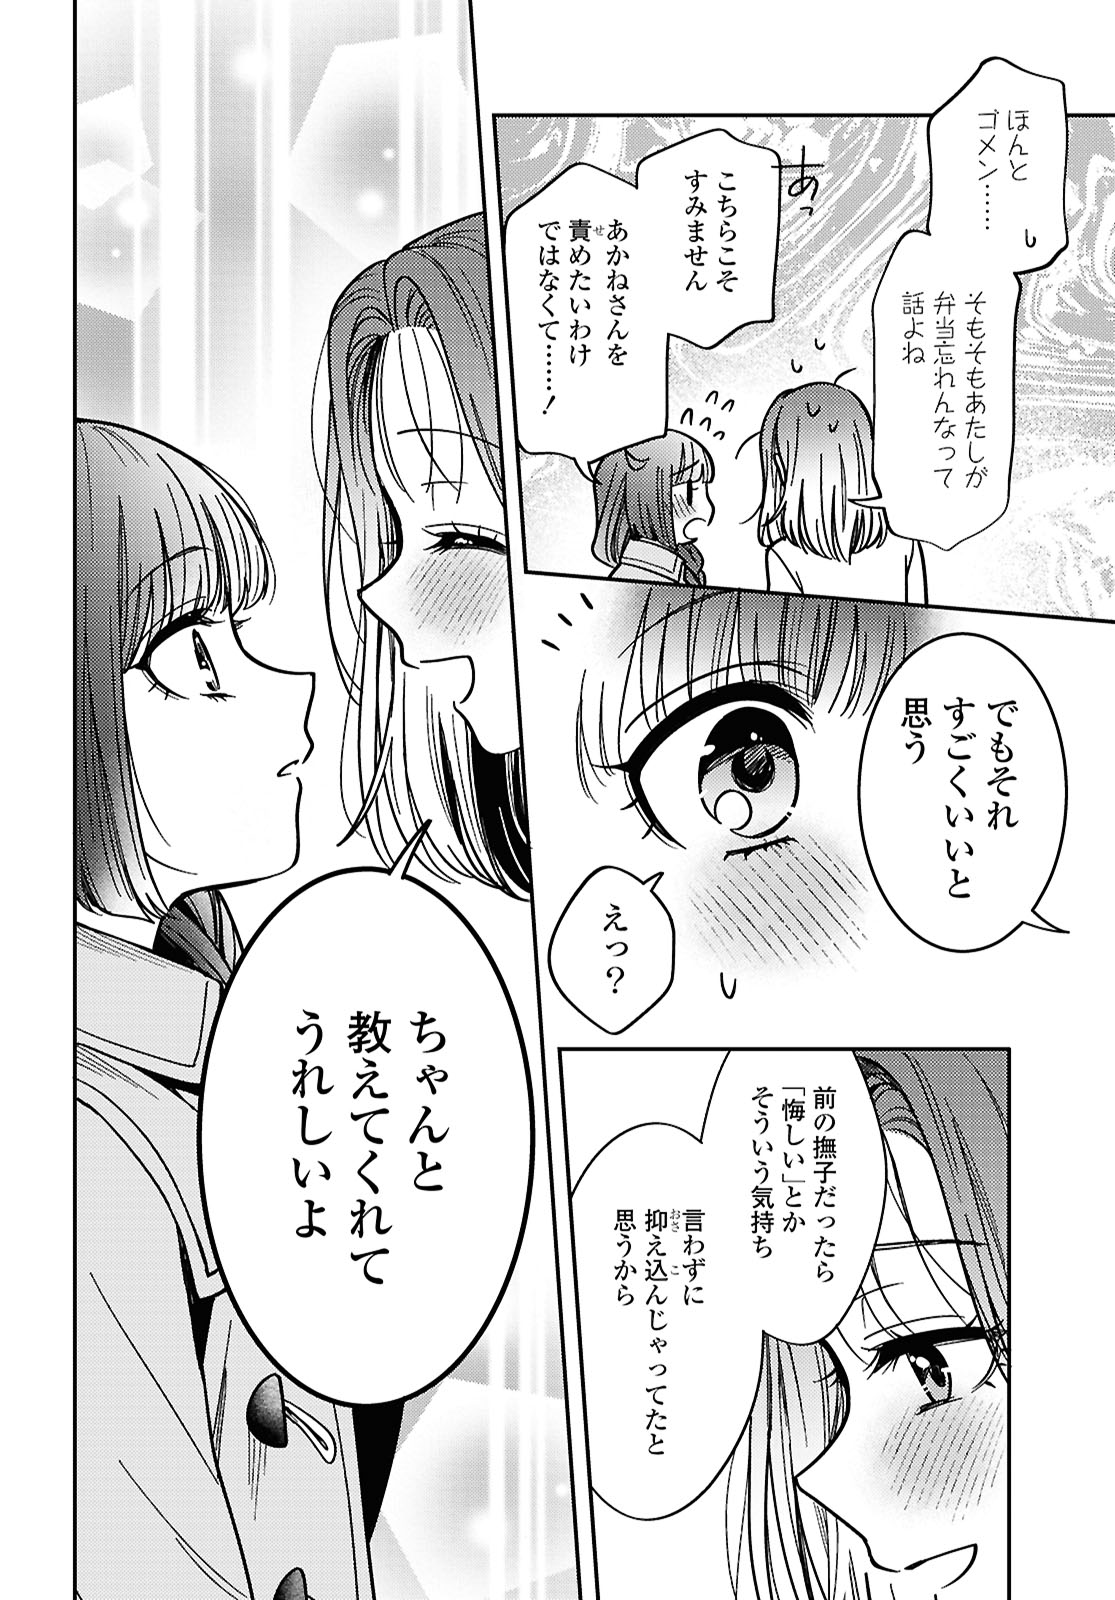 ほんと
ゴメン……
そもそもあたしが
弁当忘れんなって
話よね
あっ
こちらこそ
すみません
あかねさんを
責めたいわけ
せ
ではなくて……!
でもそれ
すごくいいと
思う
えっ?
前の撫子だったら
「悔しい」とか
そういう気持ち
言わずに
抑え込んじゃってたと
おさ こ
思うから
ちゃんと
教えてくれて
うれしいよ